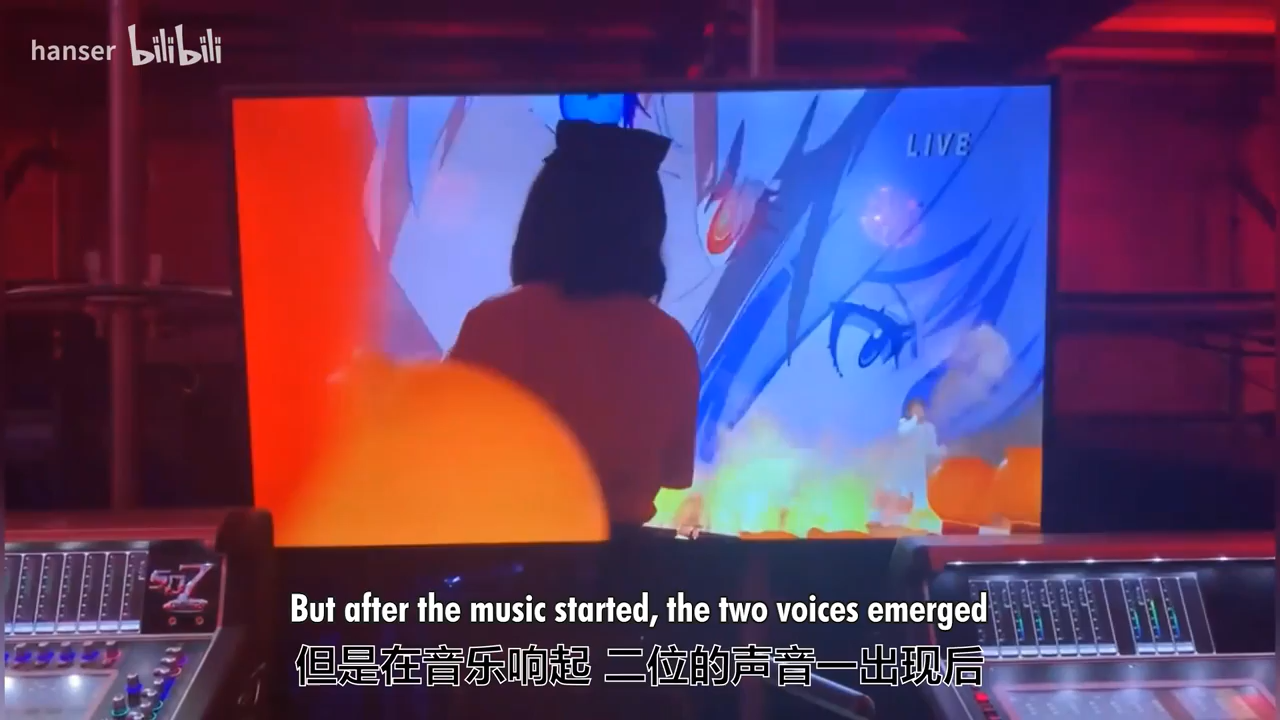 hanser bilibili
LIVE
But after the music started, the two voices emerged
但是在音乐响起 二位的声音一出现后